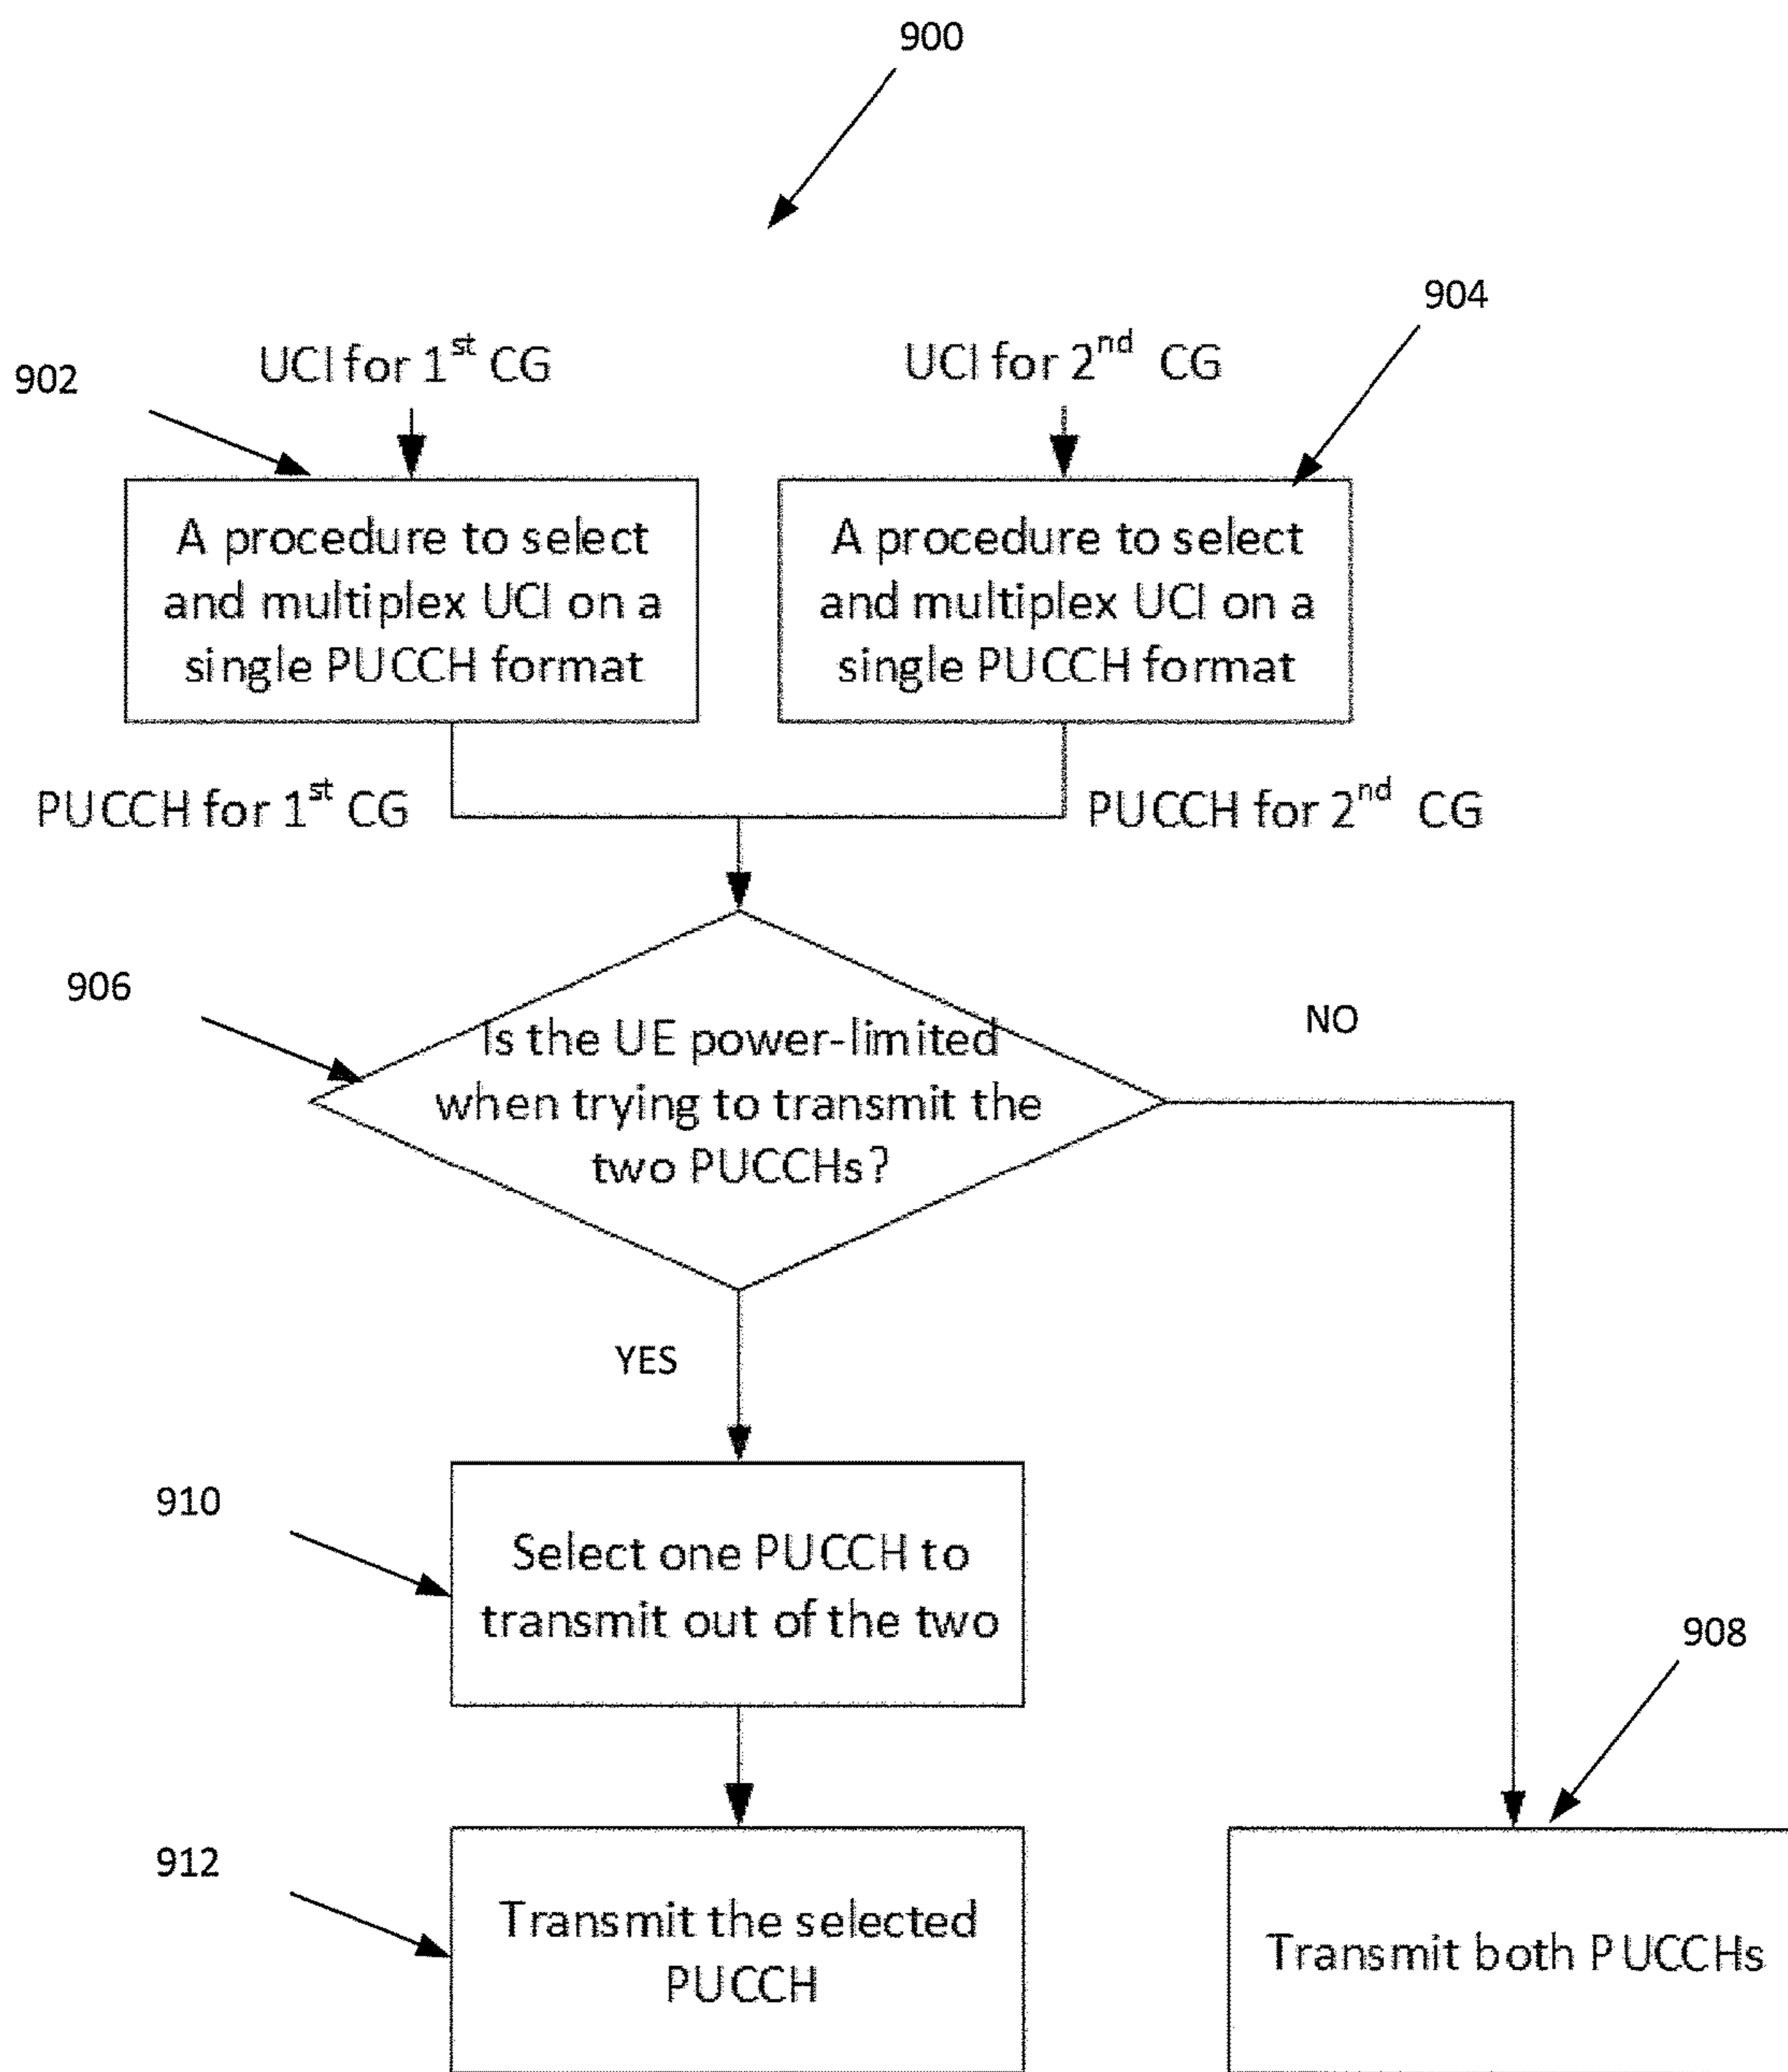 900
904
902
UCI for 1st CG
UCI for 2nd CG
A procedure to select
and multiplex UCI on a
single PUCCH format
A procedure to select
and multiplex UCI on a
single PUCCH format
PUCCH for 1st CG
PUCCH for 2nd CG
906
Is the UE power-limited
when trying to transmit the
two PUCCHs?
NO
YES
910
Select one PUCCH to
transmit out of the two
908
912
Transmit the selected
PUCCH
Transmit both PUCCHs